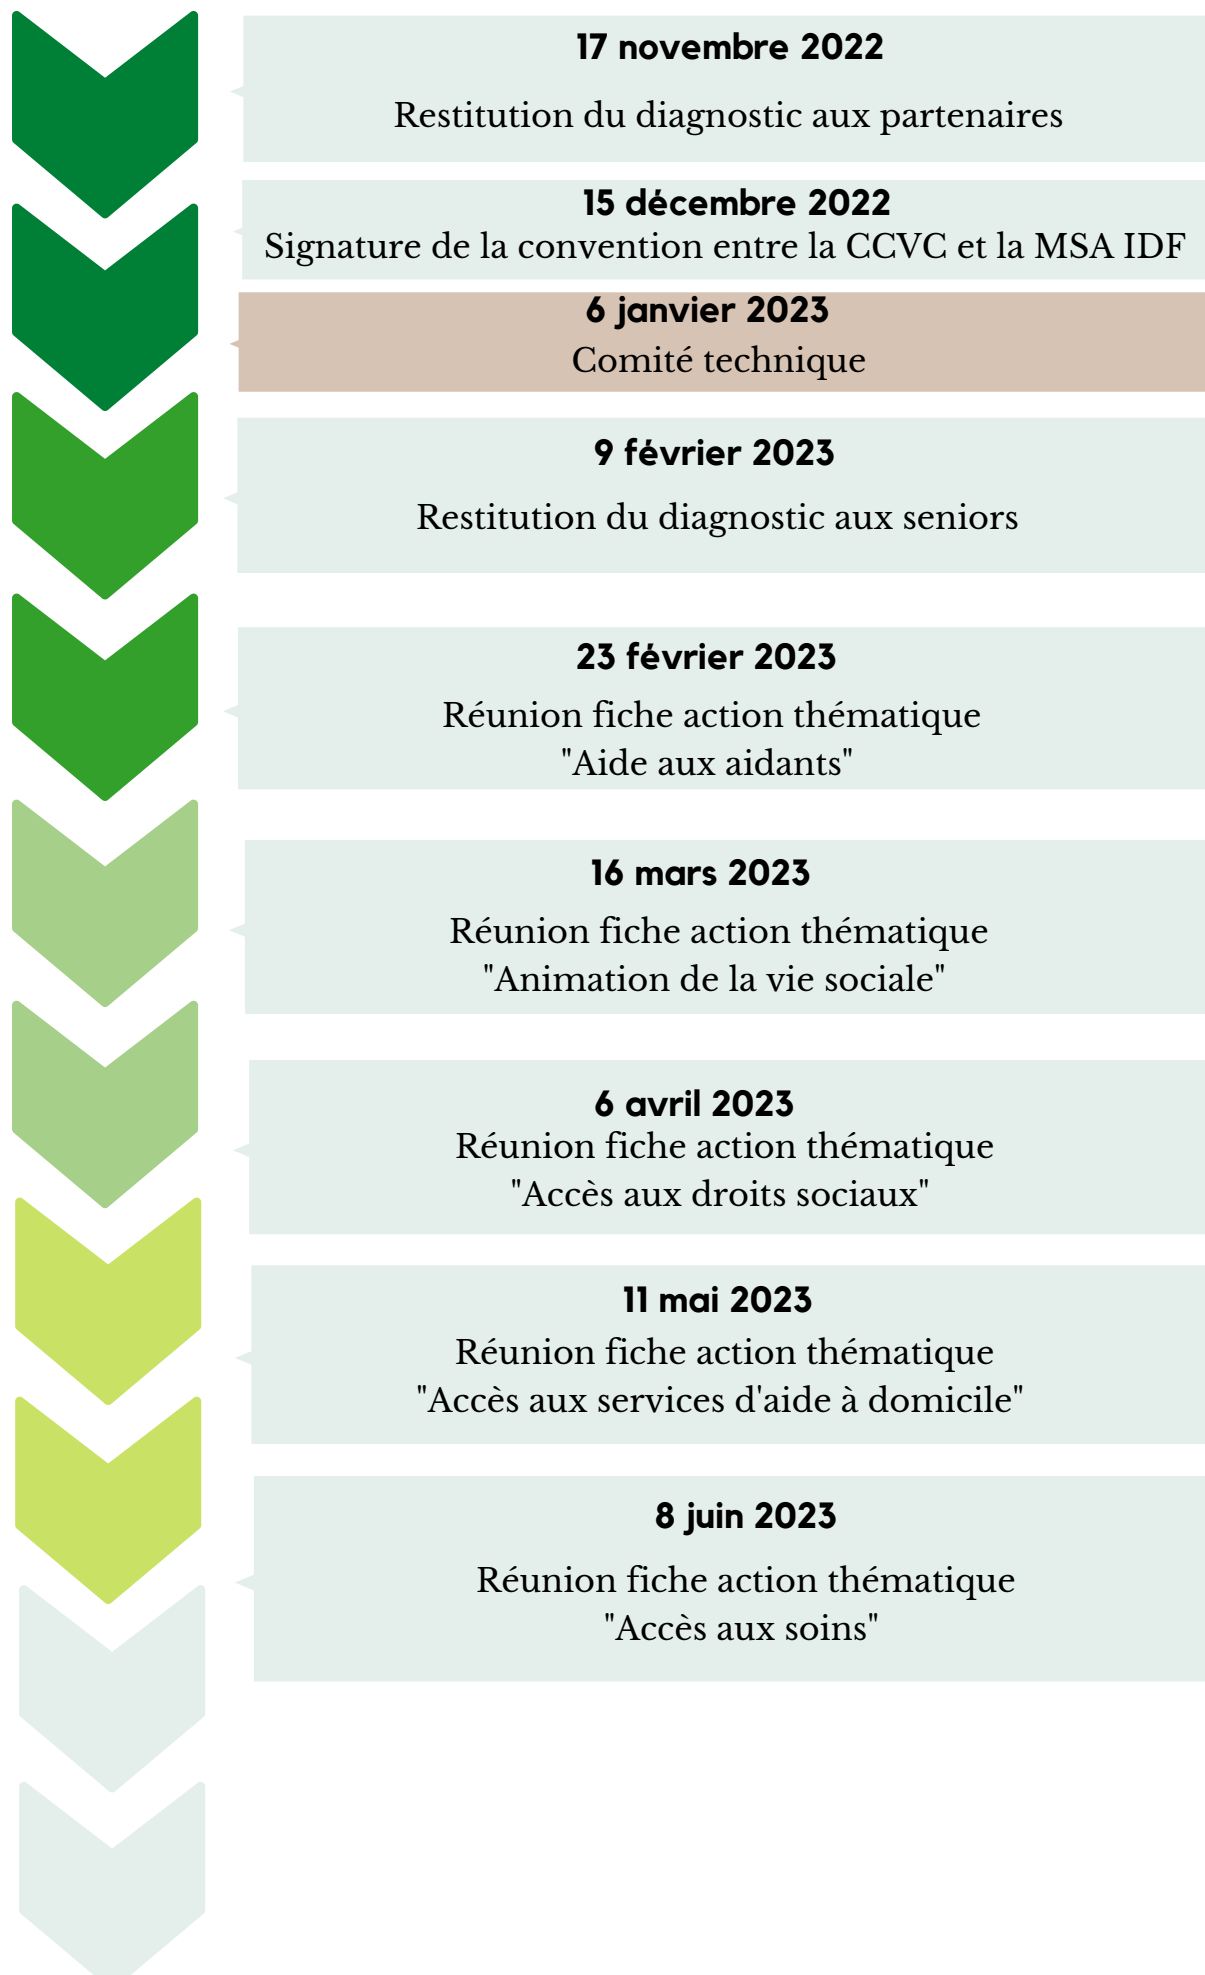 17 novembre 2022
Restitution du diagnostic aux partenaires
15 décembre 2022
Signature de la convention entre la CCVC et la MSA IDF
6 janvier 2023
Comité technique
9 février 2023
Restitution du diagnostic aux seniors
23 février 2023
Réunion fiche action thématique
"Aide aux aidants"
16 mars 2023
Réunion fiche action thématique
"Animation de la vie sociale"
6 avril 2023
Réunion fiche action thématique
"Accès aux droits sociaux"
11 mai 2023
Réunion fiche action thématique
"Accès aux services d'aide à domicile"
8 juin 2023
Réunion fiche action thématique
"Accès aux soins"